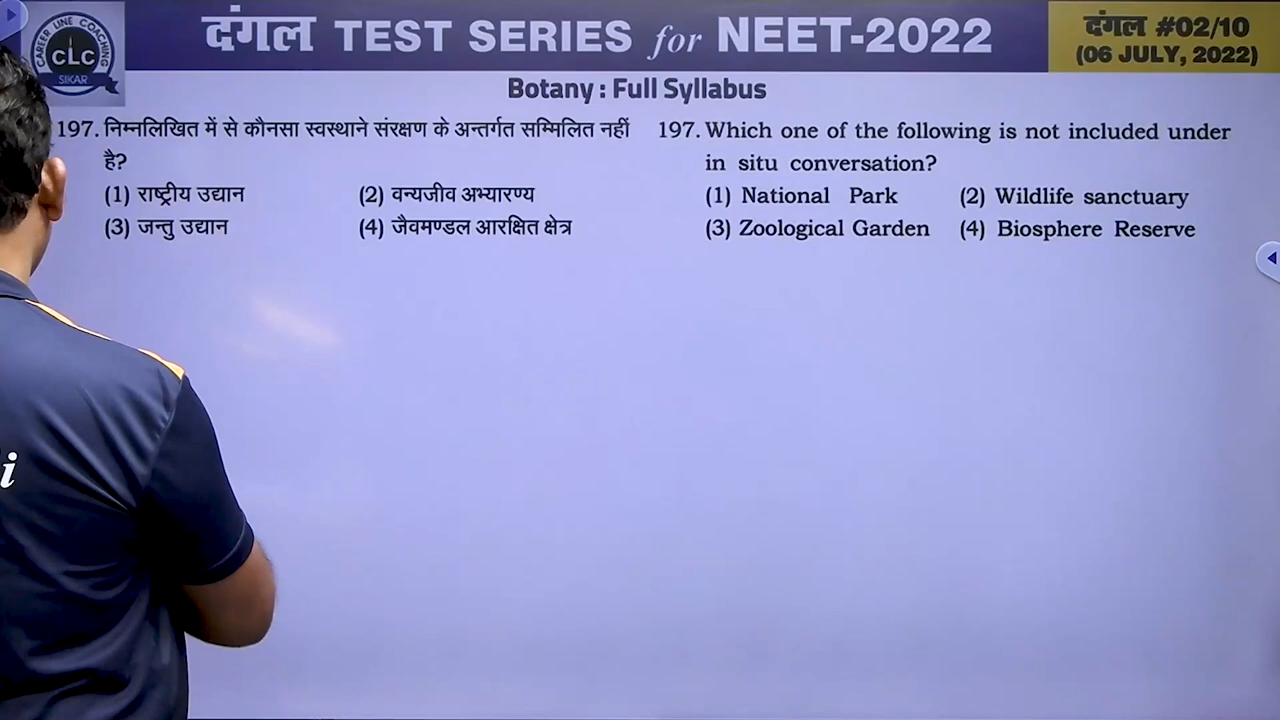 CAREER LINE COACHING
CLC
SIKAR
दंगल TEST SERIES for NEET-2022
दंगल #02/10
(06 JULY, 2022)
Botany : Full Syllabus
197. निम्नलिखित में से कौनसा स्वस्थाने संरक्षण के अन्तर्गत सम्मिलित नहीं
है?
(1) राष्ट्रीय उद्यान (2) वन्यजीव अभ्यारण्य
(3) जन्तु उद्यान (4) जैवमण्डल आरक्षित क्षेत्र
197. Which one of the following is not included under
in situ conversation?
(1) National Park (2) Wildlife sanctuary
(3) Zoological Garden (4) Biosphere Reserve
i